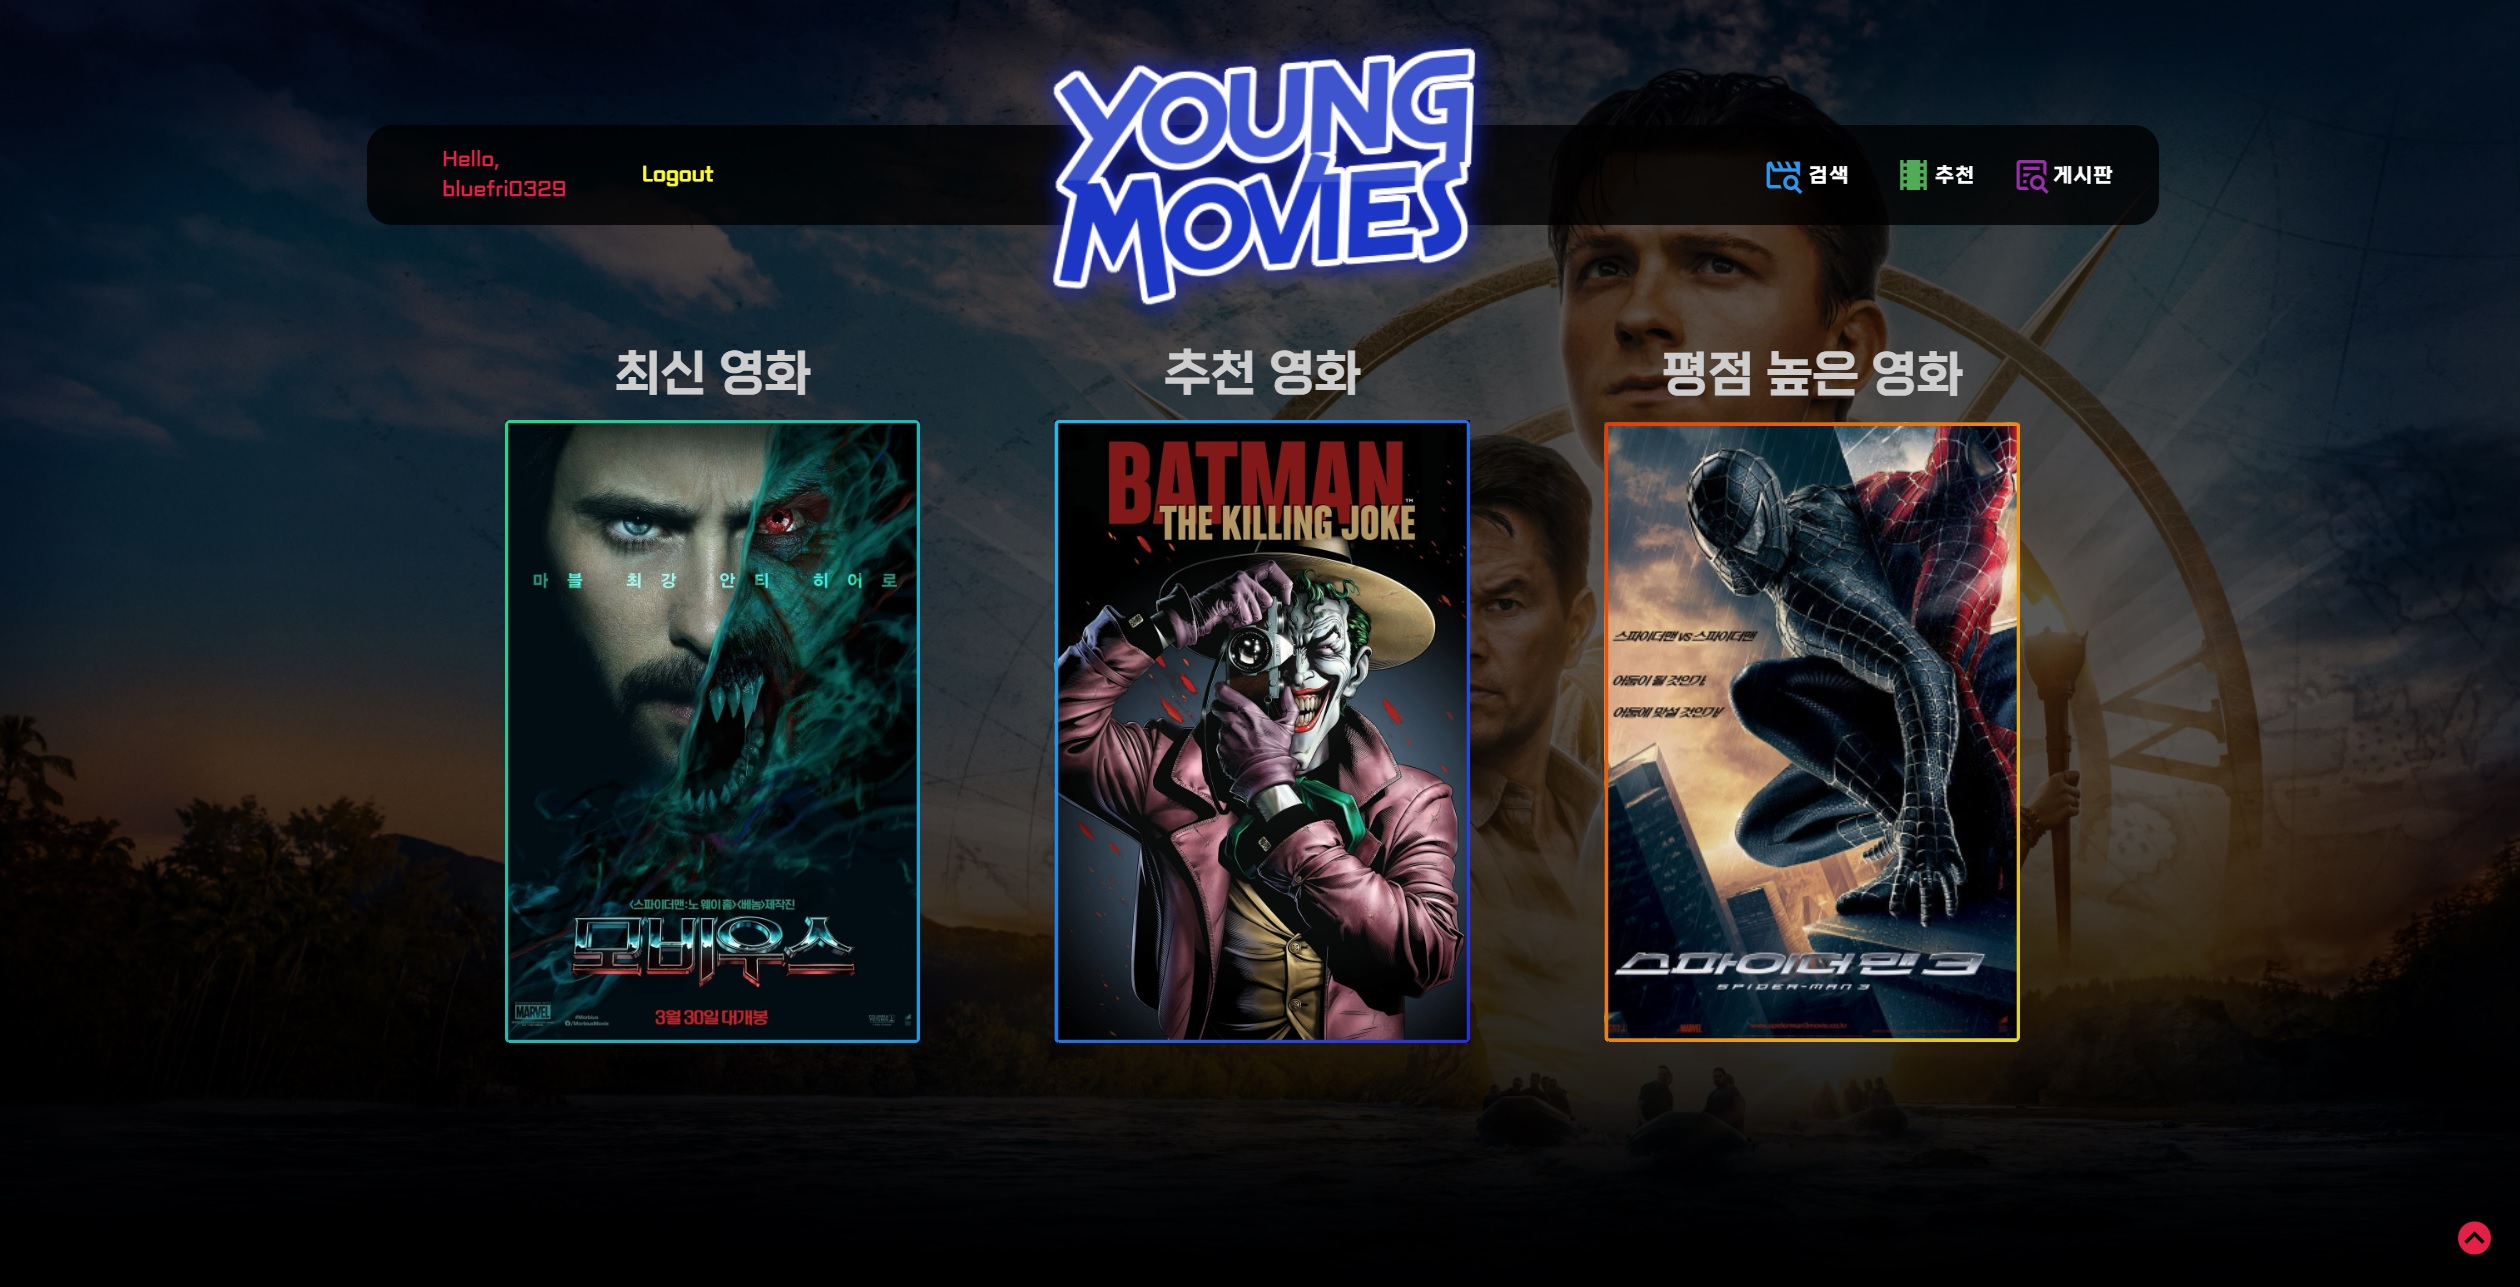 YOUNG
MOVIES
Hello,
bluefri0329
Logout
검색
추천
게시판
최신 영화
추천 영화
평점 높은 영화
마블 최강 안티 히어로
<스파이더맨:노 웨이 홈><베놈>제작진
모비우스
MARVEL
#Morbius
/MorbiusMovie
3월 30일 대개봉
BATMAN™
THE KILLING JOKE
스파이더맨 vs 스파이더맨
어둠이 될 것인가,
어둠에 맞설 것인가!
스파이더맨 3
SPIDER-MAN 3
MARVEL